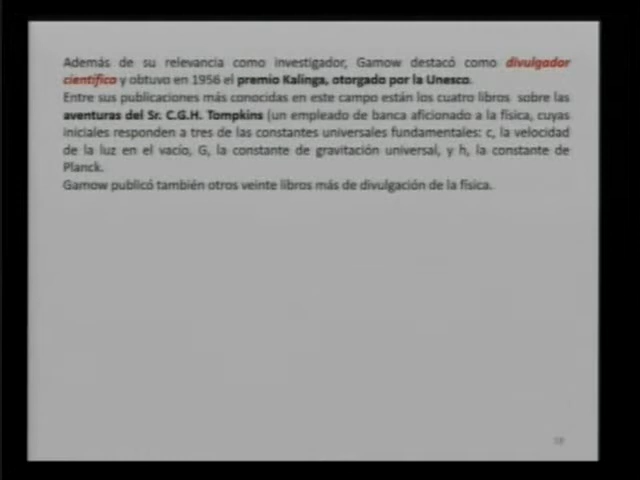 Además de su relevancia como investigador, Gamow destacó como divulgador
científico y obtuvo en 1956 el premio Kalinga, otorgado por la Unesco.
Entre sus publicaciones más conocidas en este campo están los cuatro libros sobre las
aventuras del Sr. C.G.H. Tompkins (un empleado de banca aficionado a la física, cuyas
iniciales responden a tres de las constantes universales fundamentales: c, la velocidad
de la luz en el vacío, G, la constante de gravitación universal, y h, la constante de
Planck.
Gamow publicó también otros veinte libros más de divulgación de la física.